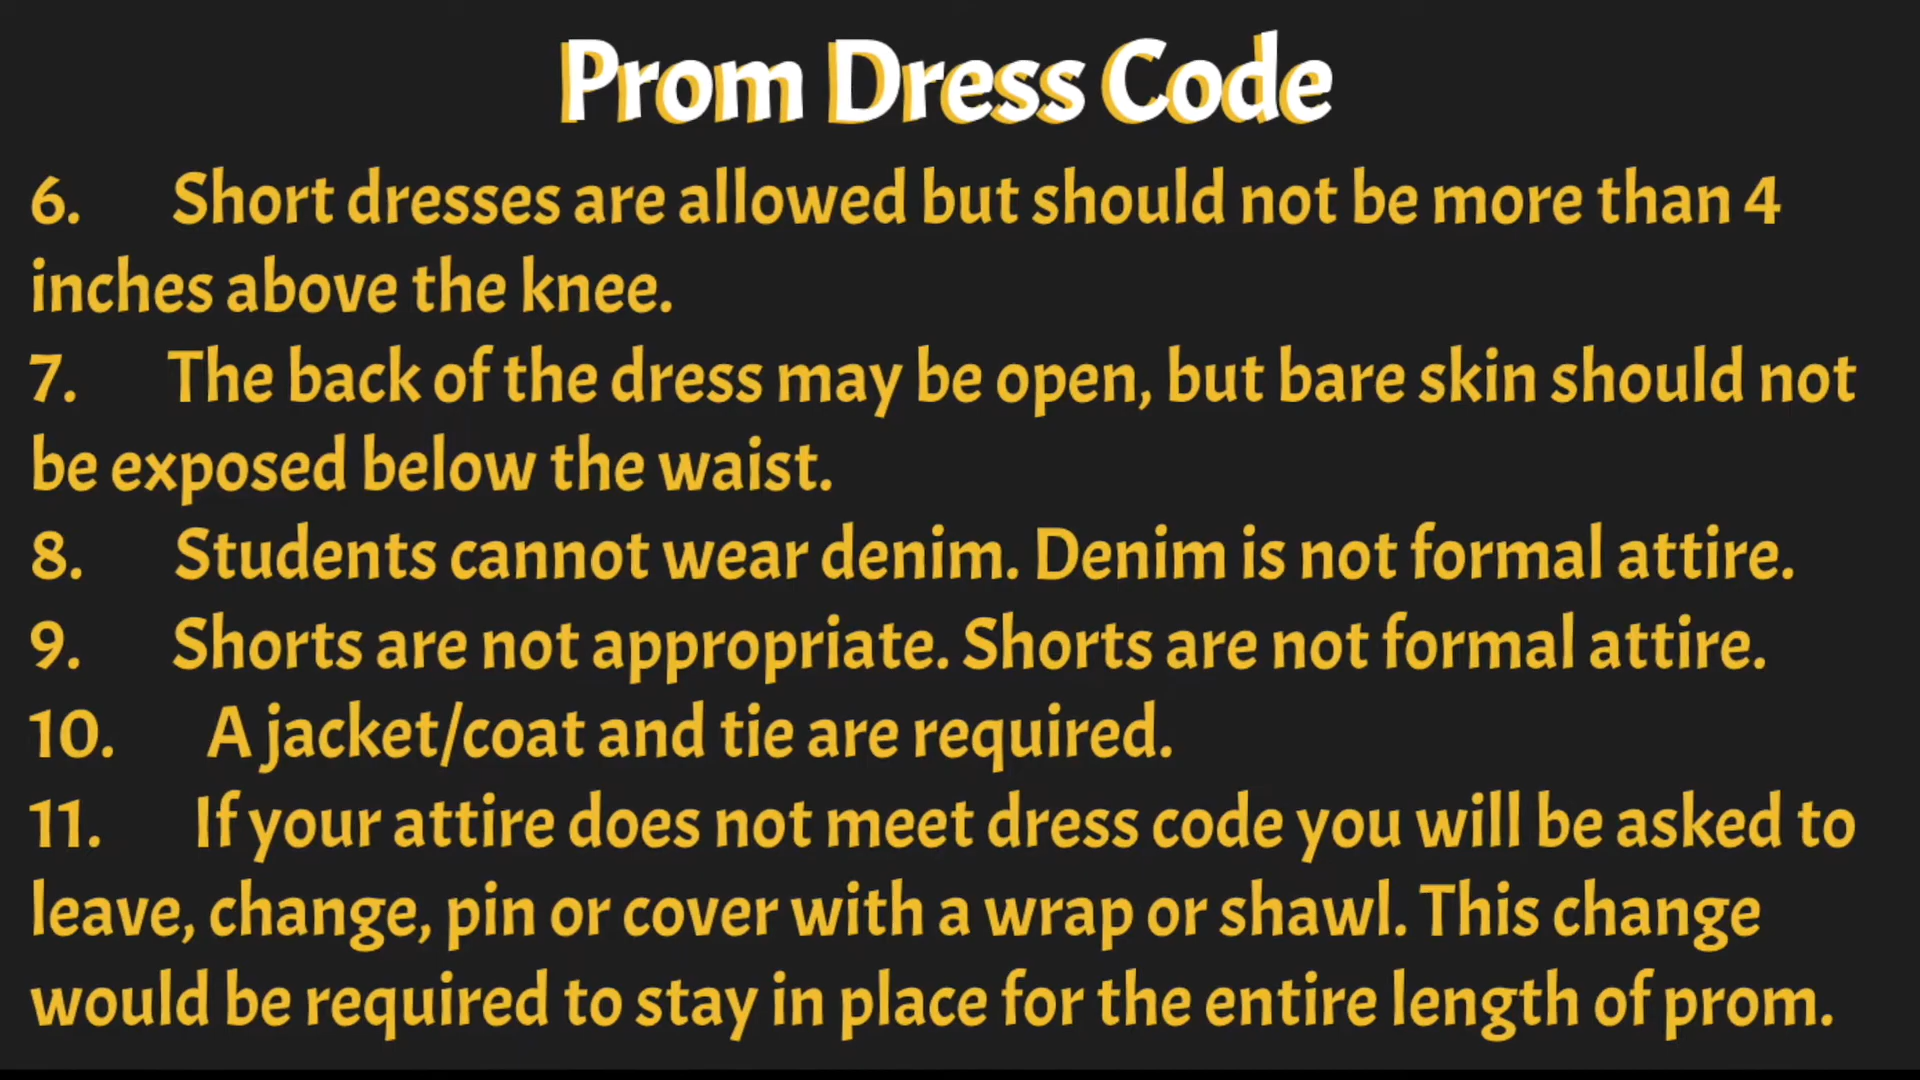 Prom Dress Code
6. Short dresses are allowed but should not be more than 4
inches above the knee.
7. The back of the dress may be open, but bare skin should not
be exposed below the waist.
8. Students cannot wear denim. Denim is not formal attire.
9. Shorts are not appropriate. Shorts are not formal attire.
10. A jacket/coat and tie are required.
11. If your attire does not meet dress code you will be asked to
leave, change, pin or cover with a wrap or shawl. This change
would be required to stay in place for the entire length of prom.